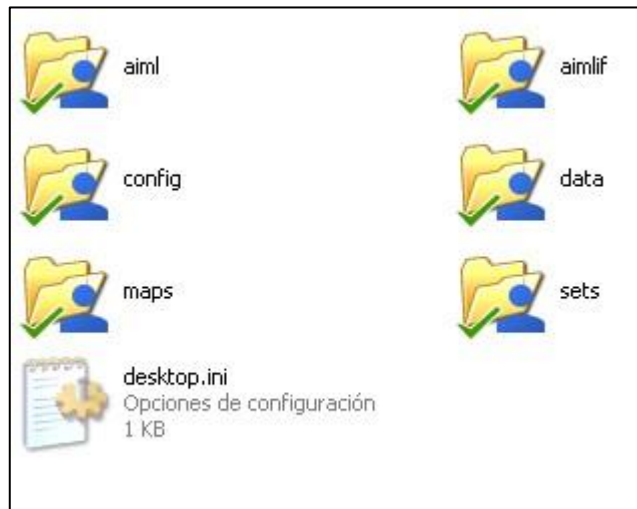 aiml
aimlif
config
data
maps
sets
desktop.ini
Opciones de configuración
1 KB